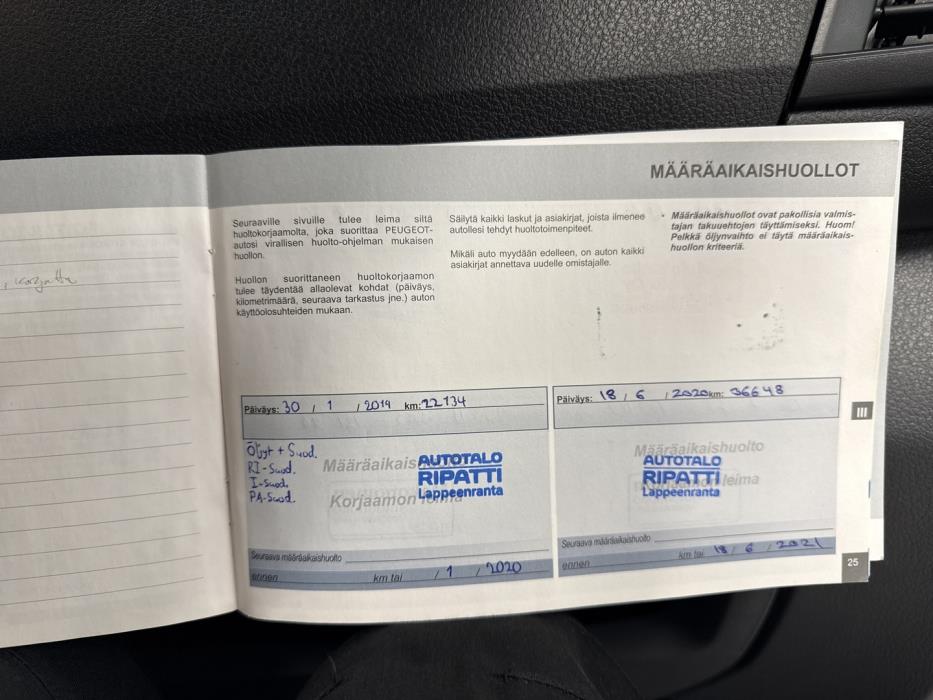 MÄÄRÄAIKAISHUOLLOT
Seuraaville sivuille tulee leima siltä
huoltokorjaamolta, joka suorittaa PEUGEOT-
autosi virallisen huolto-ohjelman mukaisen
huollon.
Huollon suorittaneen huoltokorjaamon
tulee täydentää allaolevat kohdat (päiväys,
kilometrimäärä, seuraava tarkastus jne.) auton
käyttöolosuhteiden mukaan.
Säilytä kaikki laskut ja asiakirjat, joista ilmenee
autollesi tehdyt huoltotoimenpiteet.
Mikäli auto myydään edelleen, on auton kaikki
asiakirjat annettava uudelle omistajalle.
• Määräaikaishuollot ovat pakollisia valmis-
tajan takuuehtojen täyttämiseksi. Huom!
Pelkkä öljynvaihto ei täytä määräaikais-
huollon kriteeriä.
, korjattu
Päiväys: 30 / 1 / 2019 km: 22134
Öljyt + Suod.
RI-Suod.
I-Suod.
PA-Suod.
Määräaikais
Korjaamon leima
AUTOTALO
RIPATTI
Lappeenranta
Seuraava määräaikaishuolto
ennen km tai / 1 / 2020
Päiväys: 18 / 6 / 2020 km: 36648
Määräaikaishuolto
Korjaamon leima
AUTOTALO
RIPATTI
Lappeenranta
Seuraava määräaikaishuolto
ennen km tai 18 / 6 / 2021
III
25